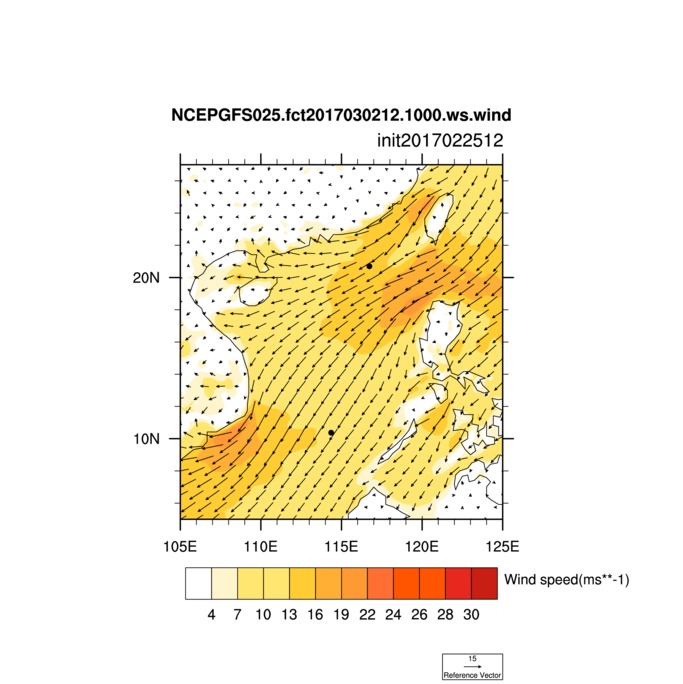 NCEPGFS025.fct2017030212.1000.ws.wind
init2017022512
20N
10N
105E 110E 115E 120E 125E
Wind speed(ms**-1)
4 7 10 13 16 19 22 24 26 28 30
15
Reference Vector